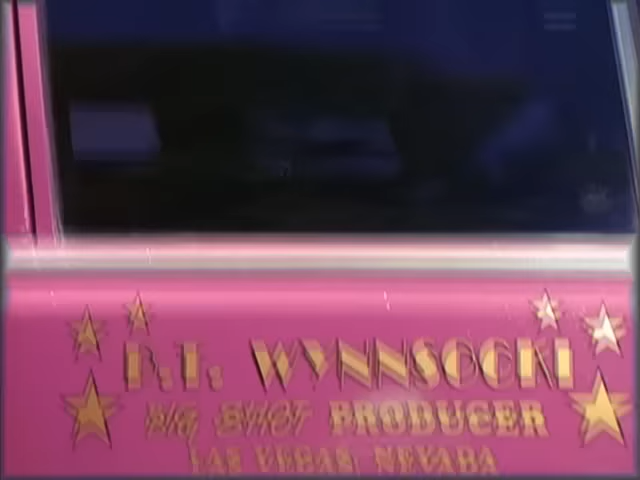 WYNNSOCKI
BIG SHOT PRODUCER
LAS VEGAS, NEVADA